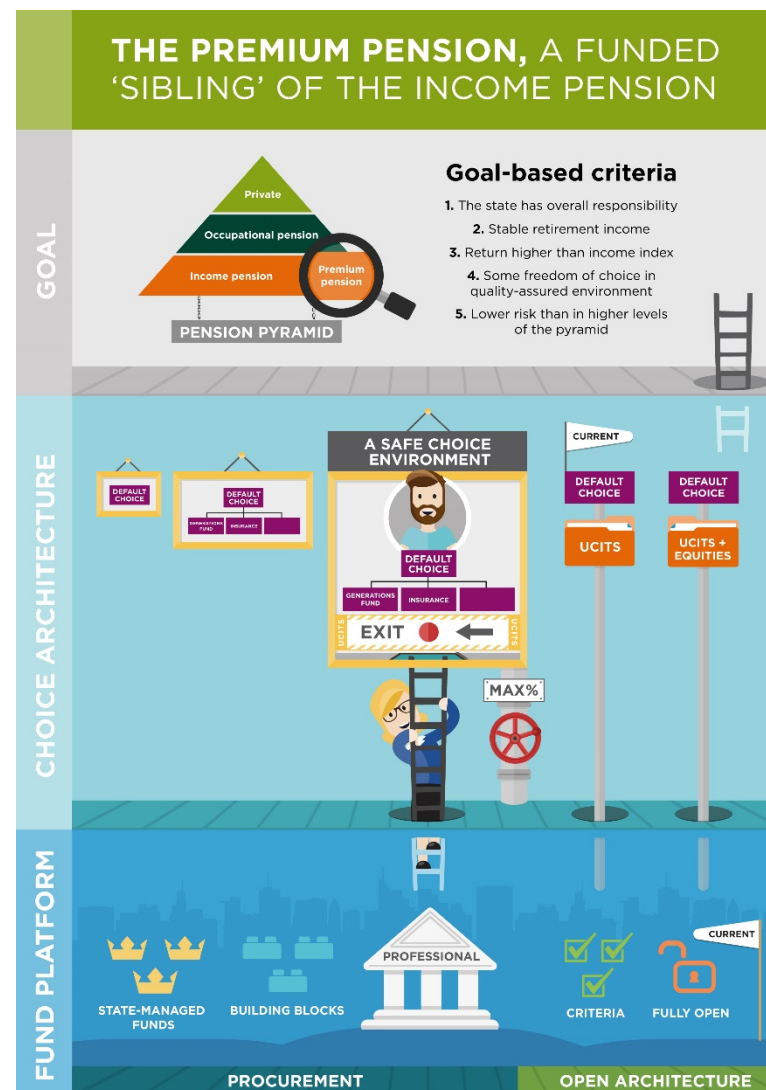 THE PREMIUM PENSION, A FUNDED
‘SIBLING’ OF THE INCOME PENSION
GOAL
Private
Occupational pension
Income pension
Premium
pension
PENSION PYRAMID
Goal-based criteria
1. The state has overall responsibility
2. Stable retirement income
3. Return higher than income index
4. Some freedom of choice in
quality-assured environment
5. Lower risk than in higher levels
of the pyramid
CHOICE ARCHITECTURE
DEFAULT
CHOICE
DEFAULT
CHOICE
GENERATIONS
FUND
INSURANCE
A SAFE CHOICE
ENVIRONMENT
DEFAULT
CHOICE
GENERATIONS
FUND
INSURANCE
UCITS
EXIT
UCITS
MAX%
CURRENT
DEFAULT
CHOICE
UCITS
DEFAULT
CHOICE
UCITS +
EQUITIES
FUND PLATFORM
STATE-MANAGED
FUNDS
BUILDING BLOCKS
PROFESSIONAL
CRITERIA
FULLY OPEN
CURRENT
PROCUREMENT
OPEN ARCHITECTURE